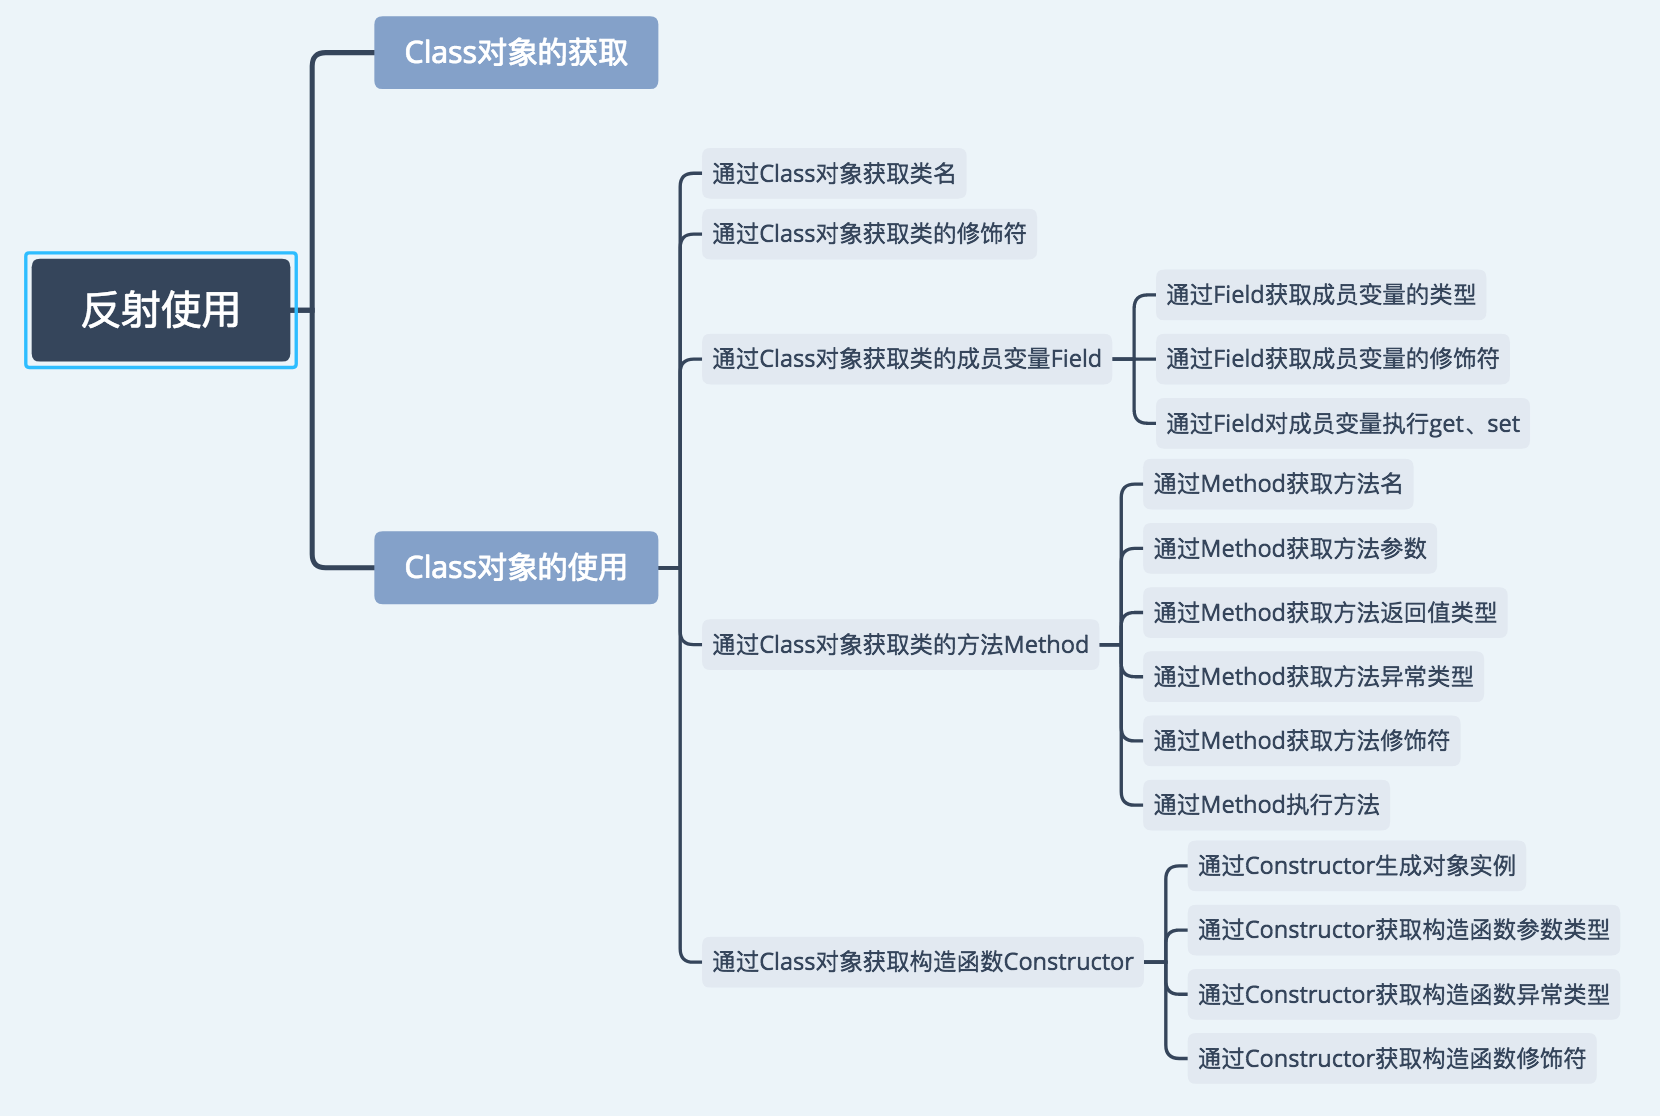 反射使用
Class对象的获取
Class对象的使用
通过Class对象获取类名
通过Class对象获取类的修饰符
通过Class对象获取类的成员变量Field
通过Field获取成员变量的类型
通过Field获取成员变量的修饰符
通过Field对成员变量执行get、set
通过Class对象获取类的方法Method
通过Method获取方法名
通过Method获取方法参数
通过Method获取方法返回值类型
通过Method获取方法异常类型
通过Method获取方法修饰符
通过Method执行方法
通过Class对象获取构造函数Constructor
通过Constructor生成对象实例
通过Constructor获取构造函数参数类型
通过Constructor获取构造函数异常类型
通过Constructor获取构造函数修饰符